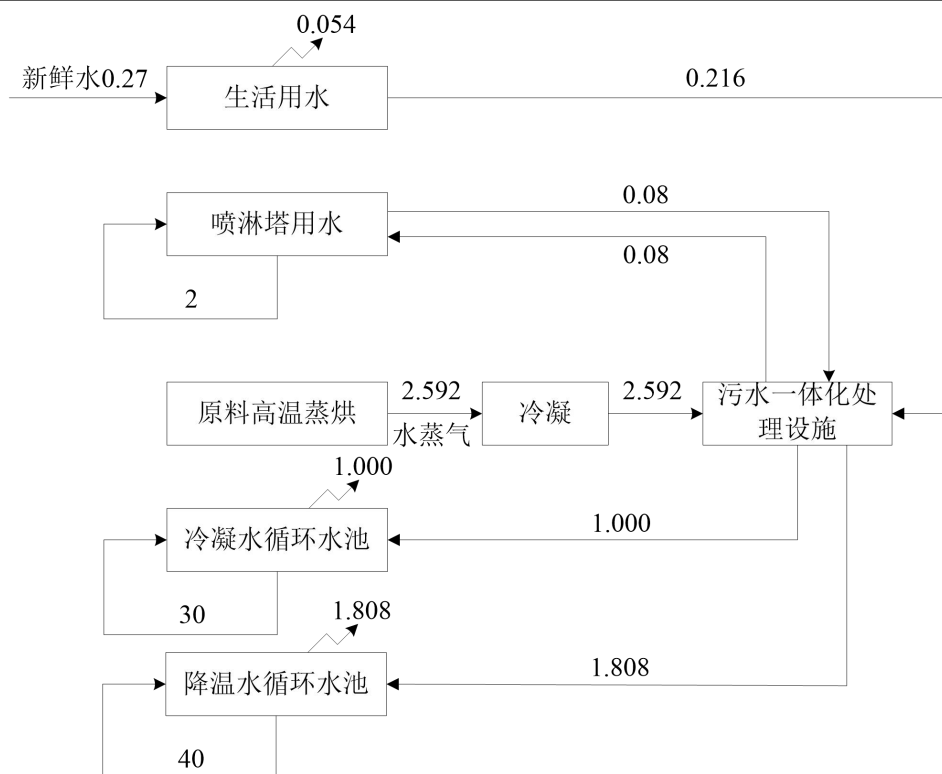 0.054
新鲜水0.27
生活用水
0.216
喷淋塔用水
0.08
0.08
2
原料高温蒸烘
2.592
水蒸气
冷凝
2.592
污水一体化处
理设施
1.000
冷凝水循环水池
1.000
30
1.808
降温水循环水池
1.808
40